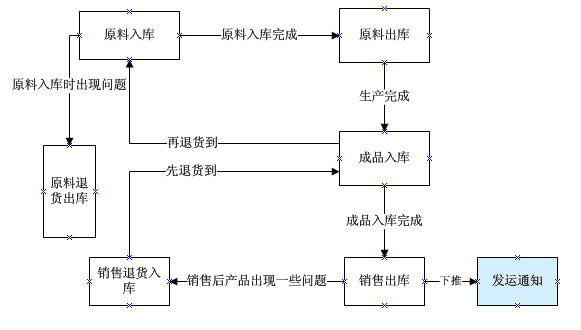 原料入库
原料入库完成
原料出库
原料入库时出现问题
生产完成
再退货到
成品入库
先退货到
原料退
货出库
成品入库完成
销售退货入
库
销售后产品出现一些问题
销售出库
下推
发运通知